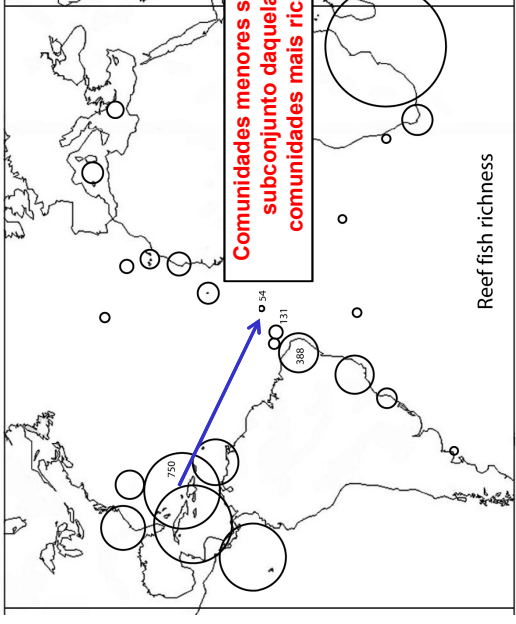 Comunidades menores s
subconjunto daquela
comunidades mais ric
750
54
131
388
Reef fish richness